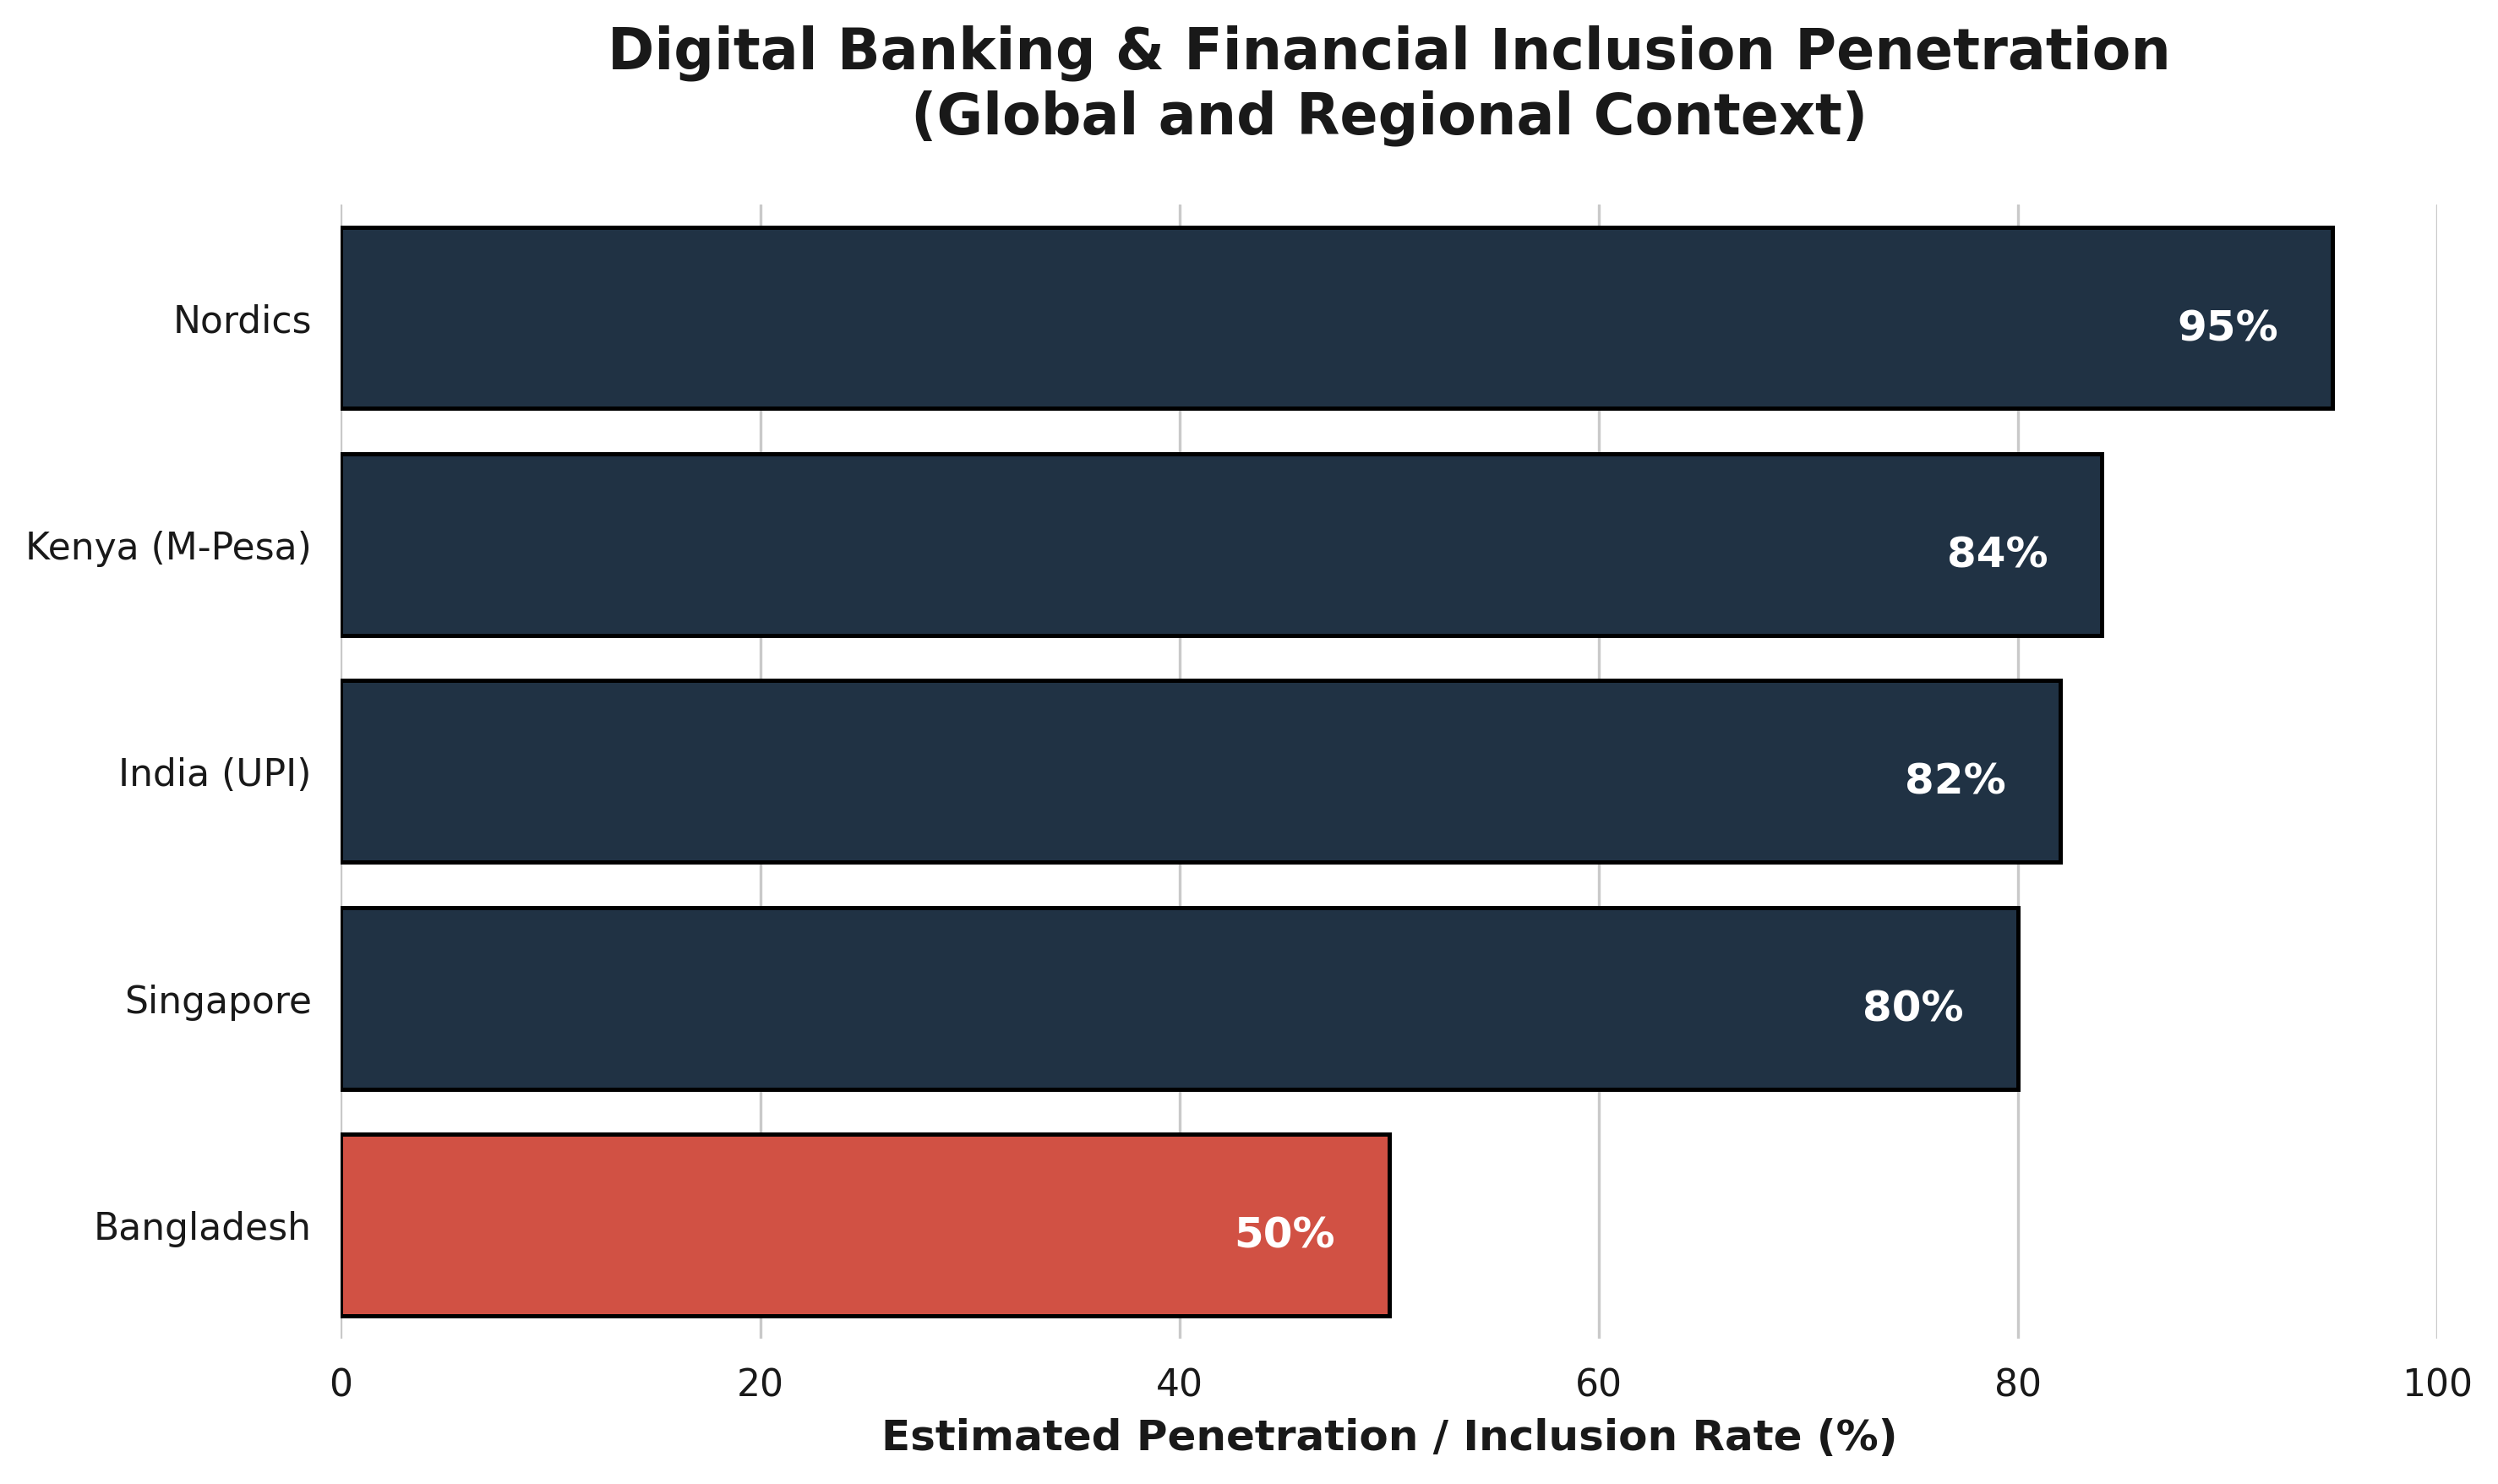 Digital Banking & Financial Inclusion Penetration
(Global and Regional Context)
Nordics
95%
Kenya (M-Pesa)
84%
India (UPI)
82%
Singapore
80%
Bangladesh
50%
0 20 40 60 80 100
Estimated Penetration / Inclusion Rate (%)